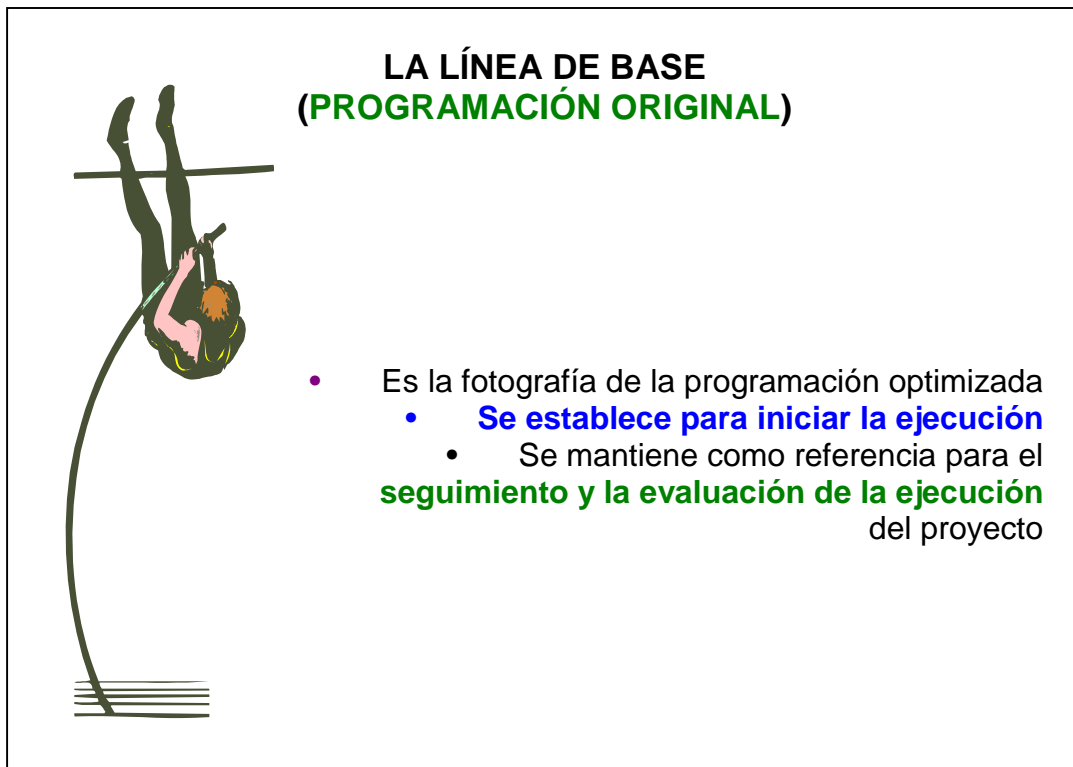 LA LÍNEA DE BASE
(PROGRAMACIÓN ORIGINAL)
• Es la fotografía de la programación optimizada
• Se establece para iniciar la ejecución
• Se mantiene como referencia para el
seguimiento y la evaluación de la ejecución
del proyecto